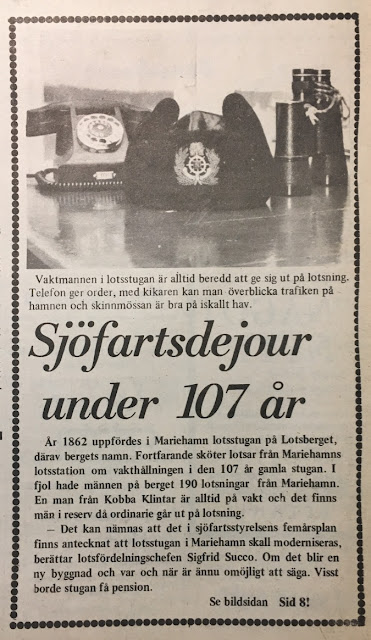 Vaktmannen i lotsstugan är alltid beredd att ge sig ut på lotsning.
Telefon ger order, med kikaren kan man överblicka trafiken på
hamnen och skinnmössan är bra på iskallt hav.
Sjöfartsdejour
under 107 år
År 1862 uppfördes i Mariehamn lotsstugan på Lotsberget,
därav bergets namn. Fortfarande sköter lotsar från Mariehamns
lotsstation om vakthållningen i den 107 år gamla stugan. I
fjol hade männen på berget 190 lotsningar från Mariehamn.
En man från Kobba Klintar är alltid på vakt och det finns
män i reserv då ordinarie går ut på lotsning.
— Det kan nämnas att det i sjöfartsstyrelsens femårsplan
finns antecknat att lotsstugan i Mariehamn skall moderniseras,
berättar lotsfördelningschefen Sigfrid Succo. Om det blir en
ny byggnad och var och när är ännu omöjligt att säga. Visst
borde stugan få pension.
Se bildsidan Sid 8!